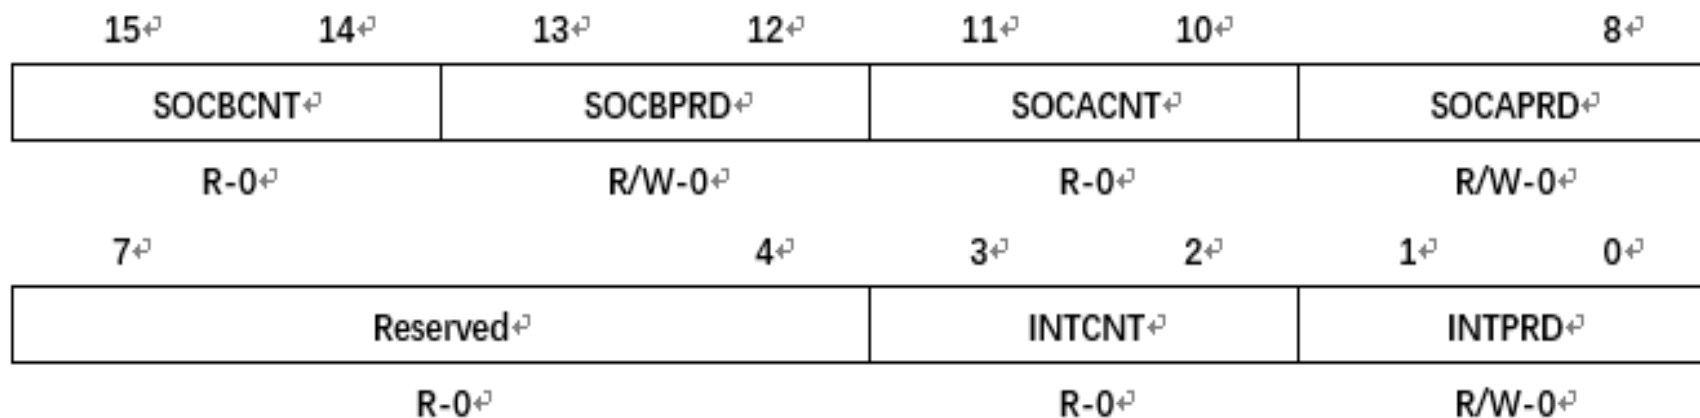 15 14 13 12 11 10 8
SOCBCNT SOCBPRD SOCACNT SOCAPRD
R-0 R/W-0 R-0 R/W-0
7 4 3 2 1 0
Reserved INTCNT INTPRD
R-0 R-0 R/W-0